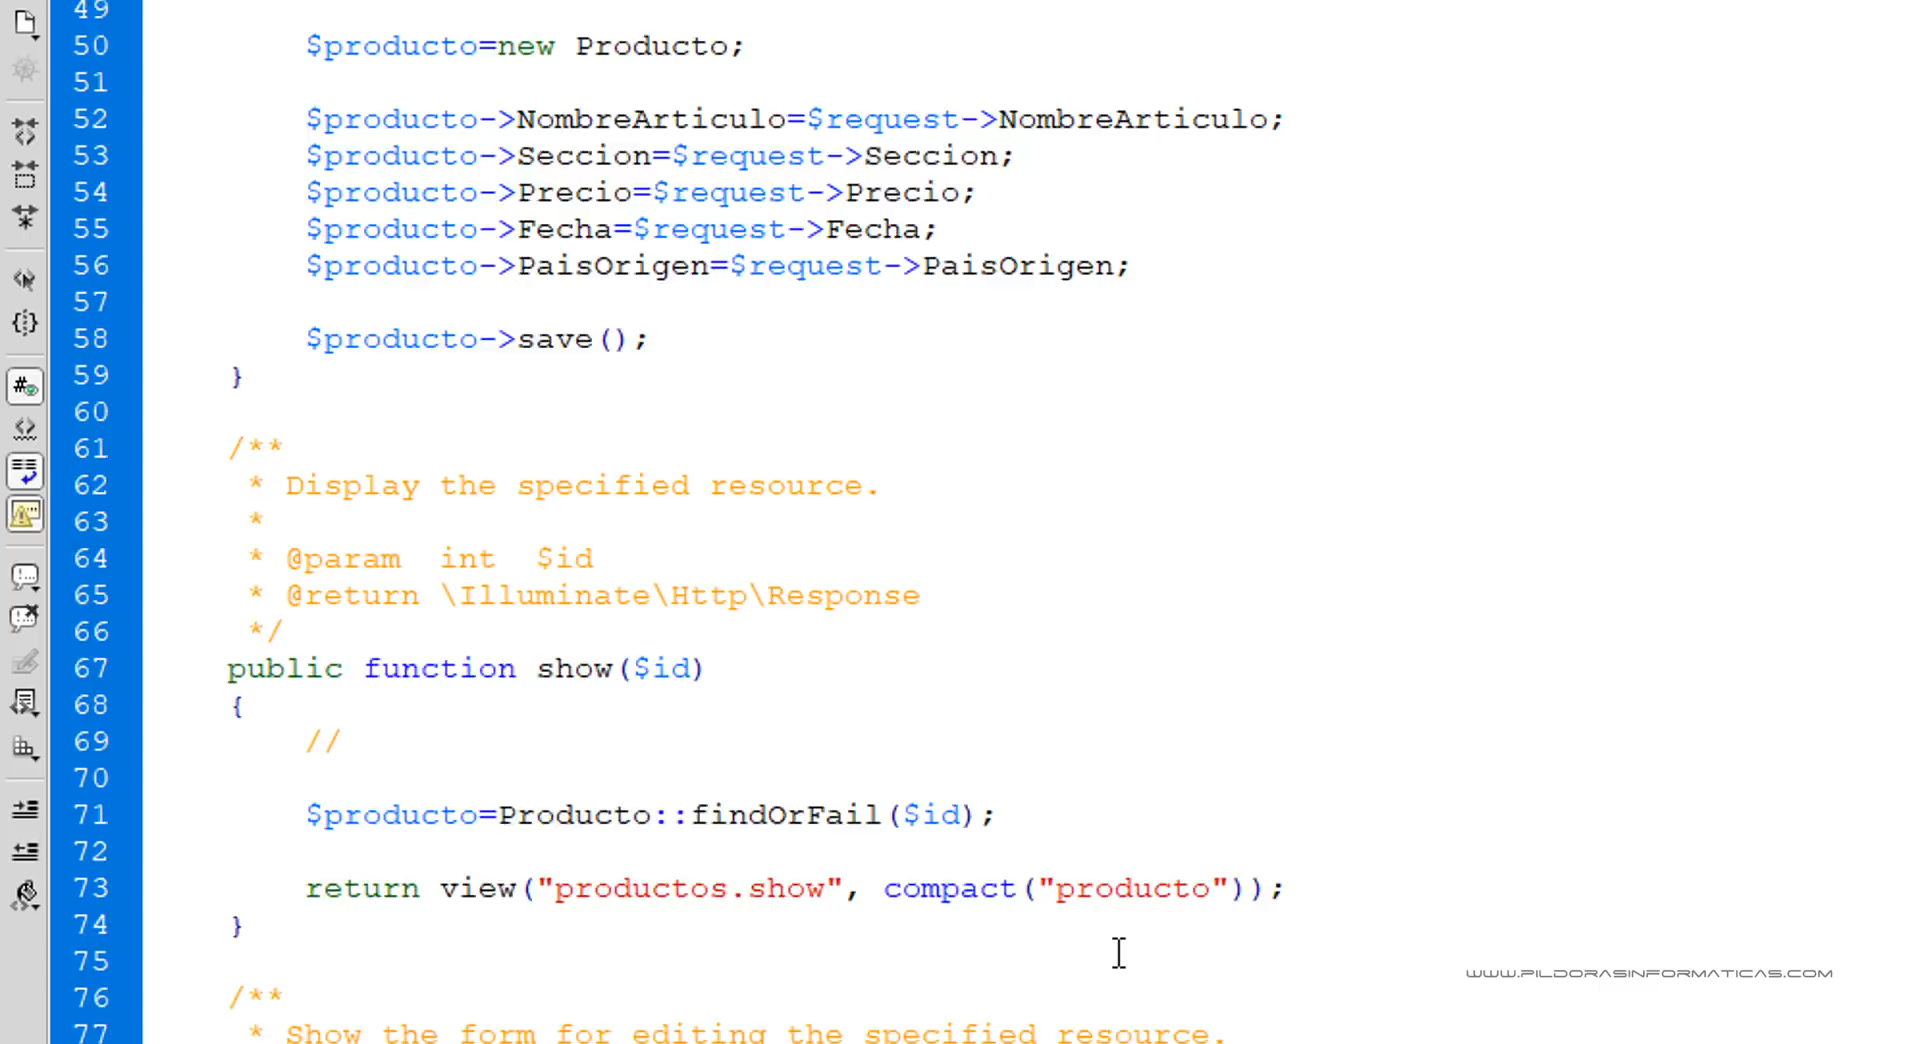 49
50 $producto=new Producto;
51
52 $producto->NombreArticulo=$request->NombreArticulo;
53 $producto->Seccion=$request->Seccion;
54 $producto->Precio=$request->Precio;
55 $producto->Fecha=$request->Fecha;
56 $producto->PaisOrigen=$request->PaisOrigen;
57
58 $producto->save();
59 }
60
61 /**
62 * Display the specified resource.
63 *
64 * @param  int  $id
65 * @return \Illuminate\Http\Response
66 */
67 public function show($id)
68 {
69 //
70
71 $producto=Producto::findOrFail($id);
72
73 return view("productos.show", compact("producto"));
74 }
75
WWW.PILDORASINFORMATICAS.COM
76 /**
77 * Show the form for editing the specified resource.